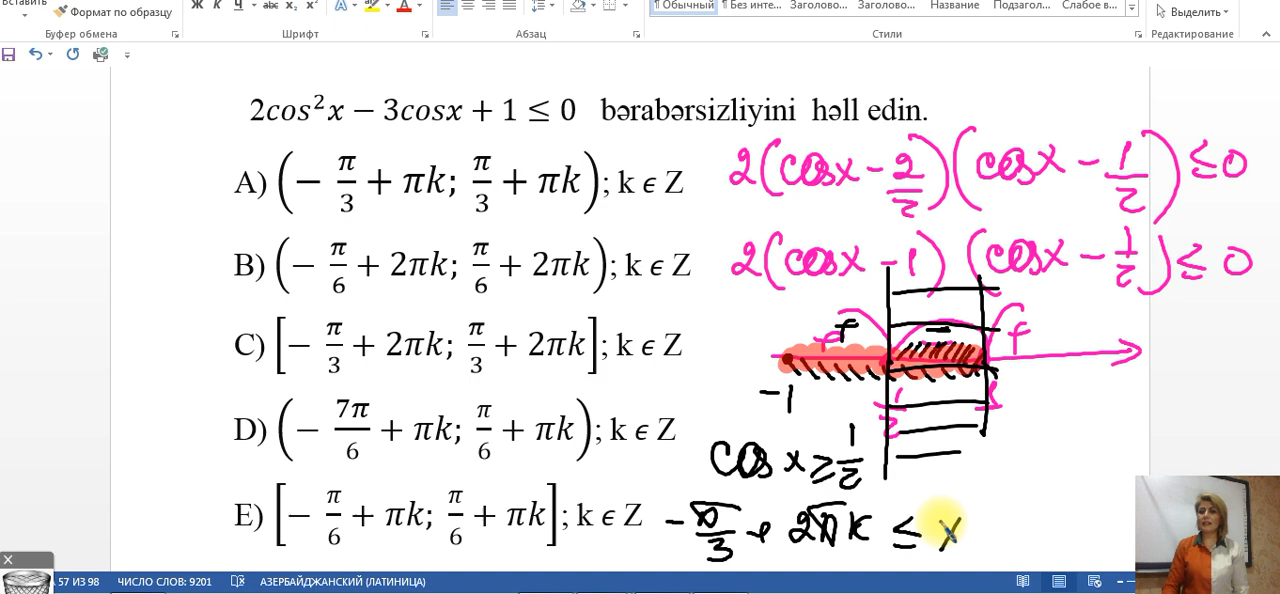 Вставить
Формат по образцу
Ж К Ч abc x₂ x² A A
¶ Обычный ¶ Без инте... Заголово... Заголово... Название Подзагол... Слабое в...
Выделить
Буфер обмена Шрифт Абзац Стили Редактирование
2cos²x − 3cosx + 1 ≤ 0 bərabərsizliyini həll edin.
A) (− π/3 + πk; π/3 + πk); k ϵ Z
B) (− π/6 + 2πk; π/6 + 2πk); k ϵ Z
C) [− π/3 + 2πk; π/3 + 2πk]; k ϵ Z
D) (− 7π/6 + πk; π/6 + πk); k ϵ Z
E) [− π/6 + πk; π/6 + πk]; k ϵ Z
2(cosx − 2/2)(cosx − 1/2) ≤ 0
2(cosx − 1)(cosx − 1/2) ≤ 0
+ − +
−1 1/2 1
cos x ≥ 1/2
−π/3 + 2πk ≤ x
57 ИЗ 98 ЧИСЛО СЛОВ: 9201 АЗЕРБАЙДЖАНСКИЙ (ЛАТИНИЦА)